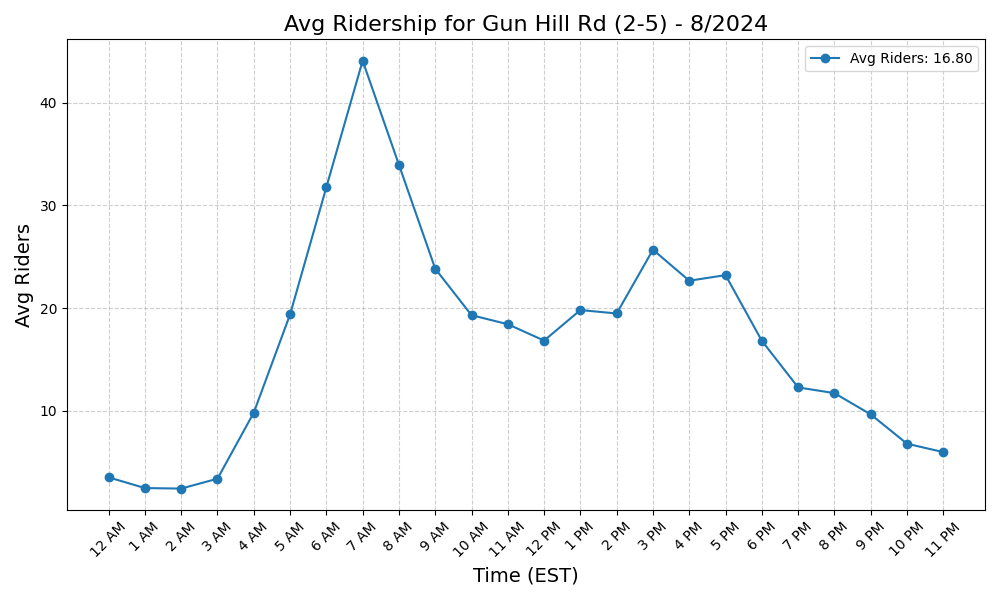 Avg Ridership for Gun Hill Rd (2-5) - 8/2024
Avg Riders: 16.80
Avg Riders
40
30
20
10
12 AM
1 AM
2 AM
3 AM
4 AM
5 AM
6 AM
7 AM
8 AM
9 AM
10 AM
11 AM
12 PM
1 PM
2 PM
3 PM
4 PM
5 PM
6 PM
7 PM
8 PM
9 PM
10 PM
11 PM
Time (EST)